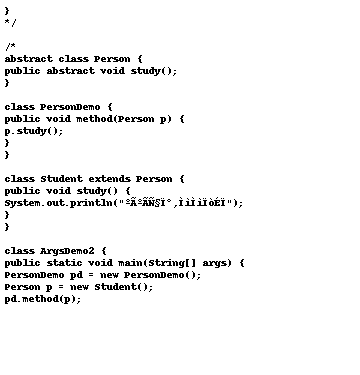 }
*/
/*
abstract class Person {
public abstract void study();
}
class PersonDemo {
public void method(Person p) {
p.study();
}
}
class Student extends Person {
public void study() {
System.out.println("ºÃºÃÑ§Ï°,ÌìÌìÏòÉÏ");
}
}
class ArgsDemo2 {
public static void main(String[] args) {
PersonDemo pd = new PersonDemo();
Person p = new Student();
pd.method(p);